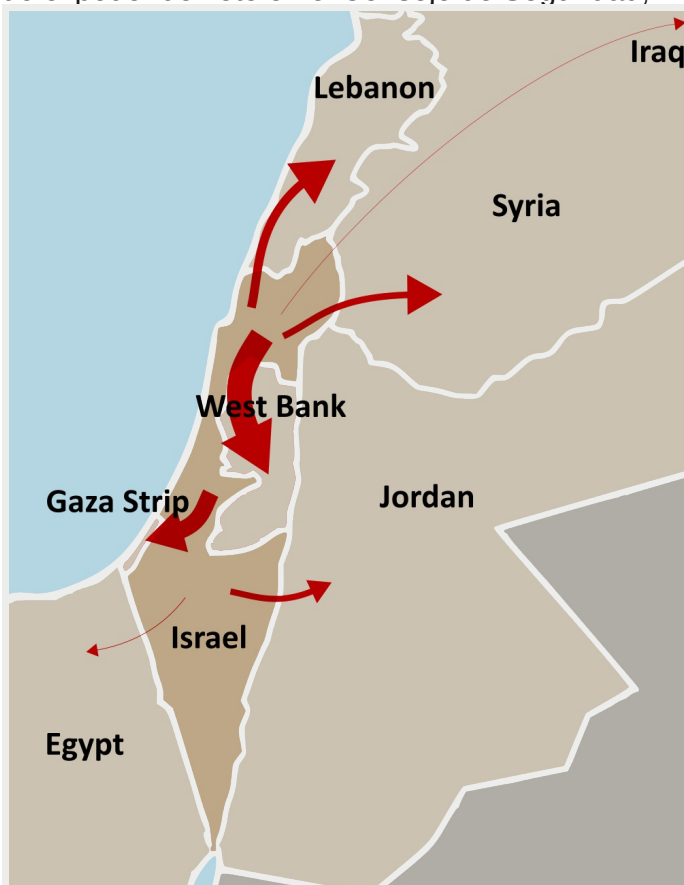 Iraq
Lebanon
Syria
West Bank
Gaza Strip
Jordan
Israel
Egypt